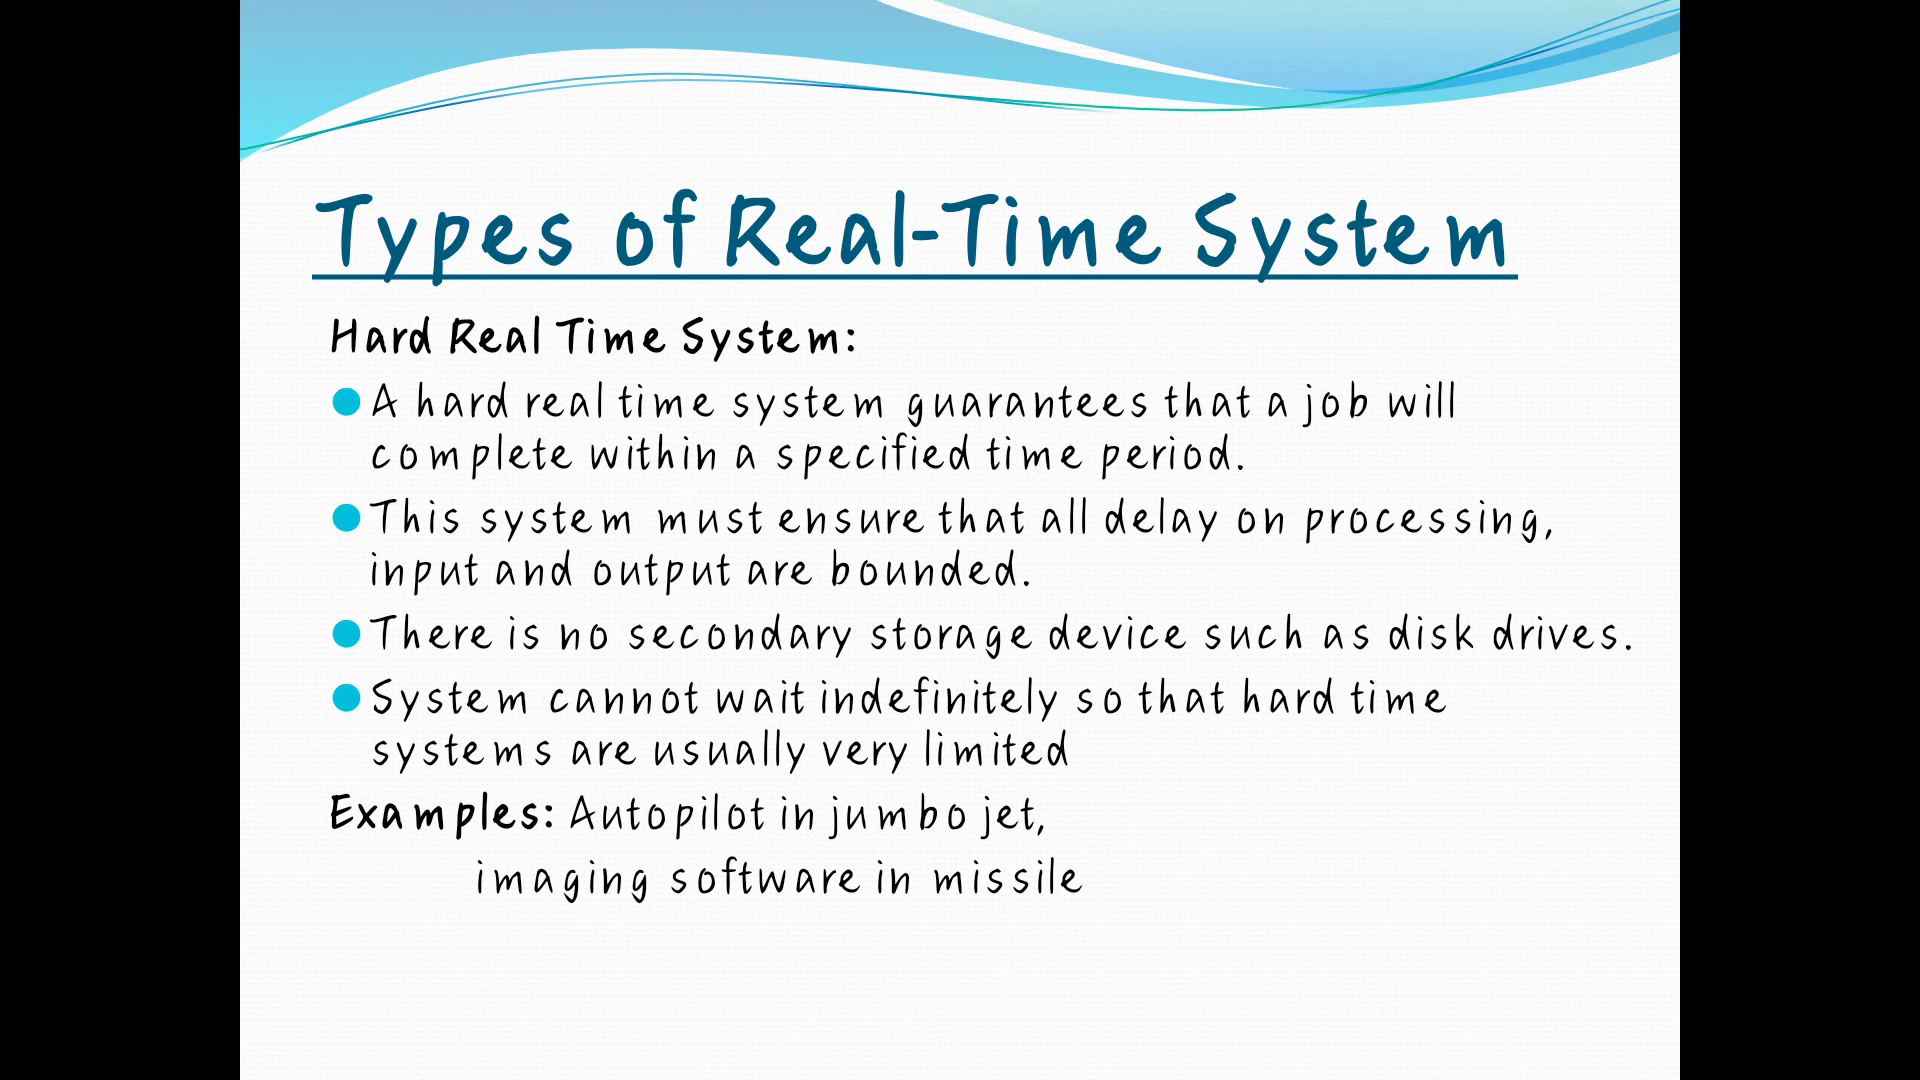 Types of Real-Time System
Hard Real Time System:
A hard real time system guarantees that a job will
complete within a specified time period.
This system must ensure that all delay on processing,
input and output are bounded.
There is no secondary storage device such as disk drives.
System cannot wait indefinitely so that hard time
systems are usually very limited
Examples: Autopilot in jumbo jet,
imaging software in missile